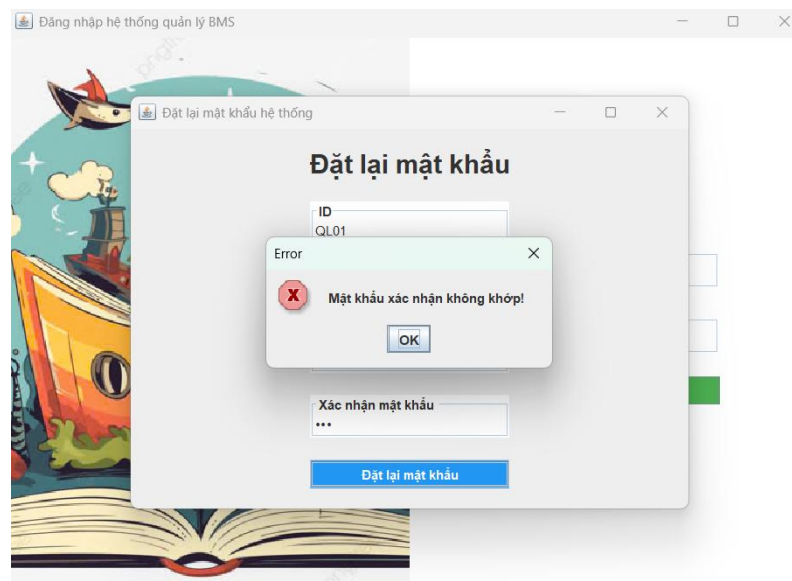 Đăng nhập hệ thống quản lý BMS
Đặt lại mật khẩu hệ thống
Đặt lại mật khẩu
ID
QL01
Error
Mật khẩu xác nhận không khớp!
OK
Xác nhận mật khẩu
•••
Đặt lại mật khẩu